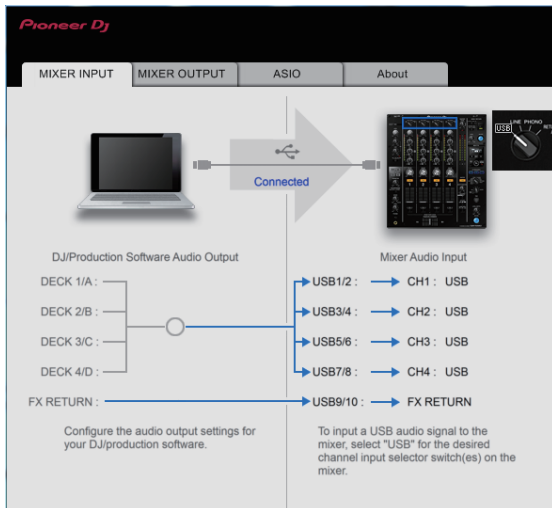 Pioneer Dj
MIXER INPUT
MIXER OUTPUT
ASIO
About
LINE PHONO
USB
Connected
DJ/Production Software Audio Output
Mixer Audio Input
DECK 1/A :
USB1/2 :
CH1 : USB
DECK 2/B :
USB3/4 :
CH2 : USB
DECK 3/C :
USB5/6 :
CH3 : USB
DECK 4/D :
USB7/8 :
CH4 : USB
FX RETURN :
USB9/10 :
FX RETURN
Configure the audio output settings for
your DJ/production software.
To input a USB audio signal to the
mixer, select "USB" for the desired
channel input selector switch(es) on the
mixer.